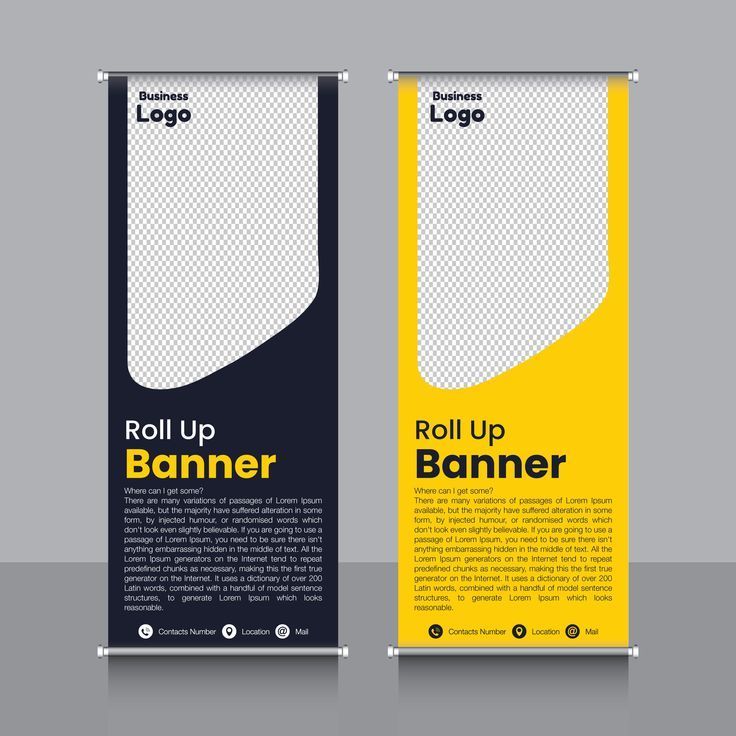 Business
Logo
Roll Up
Banner
Where can I get some?
There are many variations of passages of Lorem Ipsum
available, but the majority have suffered alteration in some
form, by injected humour, or randomised words which
don't look even slightly believable. If you are going to use a
passage of Lorem Ipsum, you need to be sure there isn't
anything embarrassing hidden in the middle of text. All the
Lorem Ipsum generators on the Internet tend to repeat
predefined chunks as necessary, making this the first true
generator on the Internet. It uses a dictionary of over 200
Latin words, combined with a handful of model sentence
structures, to generate Lorem Ipsum which looks
reasonable.
Contacts Number Location @ Mail
Business
Logo
Roll Up
Banner
Where can I get some?
There are many variations of passages of Lorem Ipsum
available, but the majority have suffered alteration in some
form, by injected humour, or randomised words which
don't look even slightly believable. If you are going to use a
passage of Lorem Ipsum, you need to be sure there isn't
anything embarrassing hidden in the middle of text. All the
Lorem Ipsum generators on the Internet tend to repeat
predefined chunks as necessary, making this the first true
generator on the Internet. It uses a dictionary of over 200
Latin words, combined with a handful of model sentence
structures, to generate Lorem Ipsum which looks
reasonable.
Contacts Number Location @ Mail